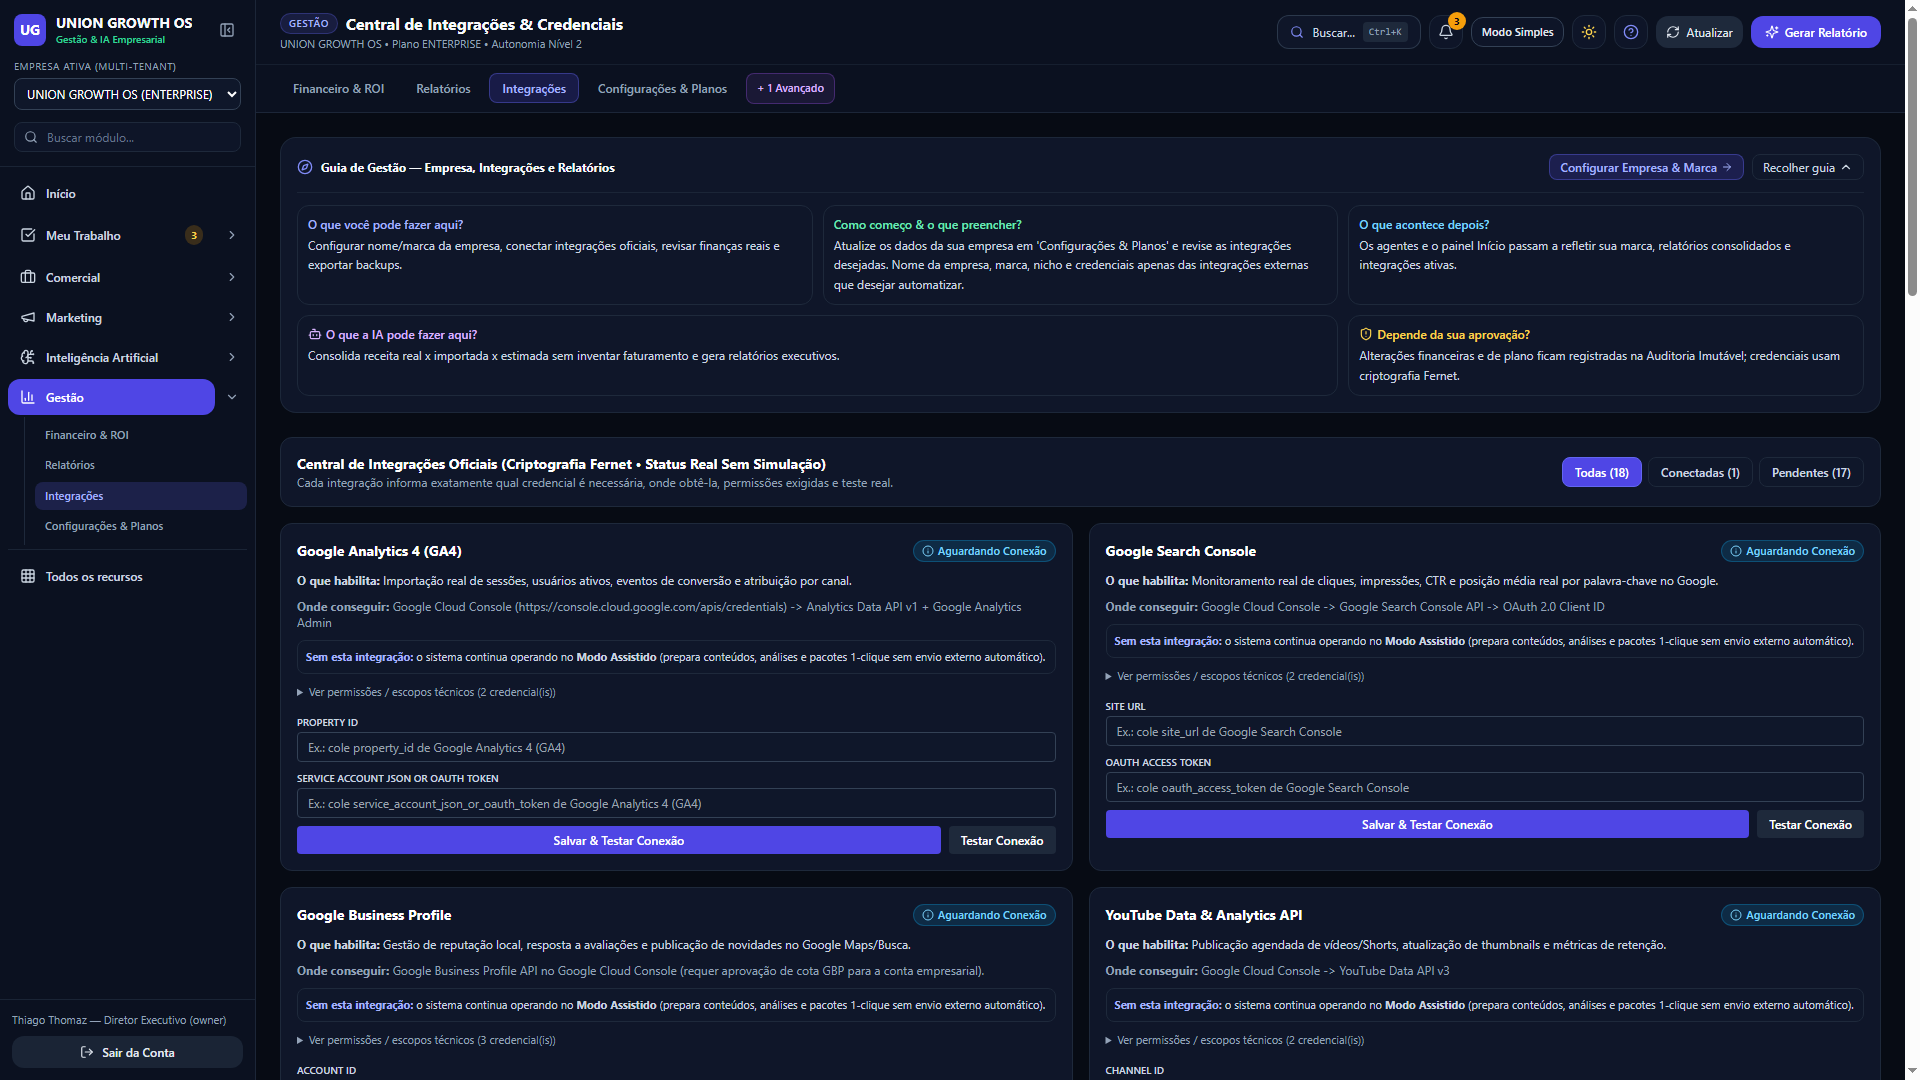 UG
UNION GROWTH OS
Gestão & IA Empresarial
EMPRESA ATIVA (MULTI-TENANT)
UNION GROWTH OS (ENTERPRISE)
Buscar módulo...
Início
Meu Trabalho
3
Comercial
Marketing
Inteligência Artificial
Gestão
Financeiro & ROI
Relatórios
Integrações
Configurações & Planos
Todos os recursos
Thiago Thomaz — Diretor Executivo (owner)
Sair da Conta
GESTÃO
Central de Integrações & Credenciais
UNION GROWTH OS • Plano ENTERPRISE • Autonomia Nível 2
Buscar... Ctrl+K
3
Modo Simples
Atualizar
Gerar Relatório
Financeiro & ROI
Relatórios
Integrações
Configurações & Planos
+ 1 Avançado
Guia de Gestão — Empresa, Integrações e Relatórios
Configurar Empresa & Marca →
Recolher guia
O que você pode fazer aqui?
Configurar nome/marca da empresa, conectar integrações oficiais, revisar finanças reais e
exportar backups.
Como começo & o que preencher?
Atualize os dados da sua empresa em 'Configurações & Planos' e revise as integrações
desejadas. Nome da empresa, marca, nicho e credenciais apenas das integrações externas
que desejar automatizar.
O que acontece depois?
Os agentes e o painel Início passam a refletir sua marca, relatórios consolidados e
integrações ativas.
O que a IA pode fazer aqui?
Consolida receita real x importada x estimada sem inventar faturamento e gera relatórios executivos.
Depende da sua aprovação?
Alterações financeiras e de plano ficam registradas na Auditoria Imutável; credenciais usam
criptografia Fernet.
Central de Integrações Oficiais (Criptografia Fernet • Status Real Sem Simulação)
Cada integração informa exatamente qual credencial é necessária, onde obtê-la, permissões exigidas e teste real.
Todas (18)
Conectadas (1)
Pendentes (17)
Google Analytics 4 (GA4)
Aguardando Conexão
O que habilita: Importação real de sessões, usuários ativos, eventos de conversão e atribuição por canal.
Onde conseguir: Google Cloud Console (https://console.cloud.google.com/apis/credentials) -> Analytics Data API v1 + Google Analytics
Admin
Sem esta integração: o sistema continua operando no Modo Assistido (prepara conteúdos, análises e pacotes 1-clique sem envio externo automático).
Ver permissões / escopos técnicos (2 credencial(is))
PROPERTY ID
Ex.: cole property_id de Google Analytics 4 (GA4)
SERVICE ACCOUNT JSON OR OAUTH TOKEN
Ex.: cole service_account_json_or_oauth_token de Google Analytics 4 (GA4)
Salvar & Testar Conexão
Testar Conexão
Google Search Console
Aguardando Conexão
O que habilita: Monitoramento real de cliques, impressões, CTR e posição média real por palavra-chave no Google.
Onde conseguir: Google Cloud Console -> Google Search Console API -> OAuth 2.0 Client ID
Sem esta integração: o sistema continua operando no Modo Assistido (prepara conteúdos, análises e pacotes 1-clique sem envio externo automático).
Ver permissões / escopos técnicos (2 credencial(is))
SITE URL
Ex.: cole site_url de Google Search Console
OAUTH ACCESS TOKEN
Ex.: cole oauth_access_token de Google Search Console
Salvar & Testar Conexão
Testar Conexão
Google Business Profile
Aguardando Conexão
O que habilita: Gestão de reputação local, resposta a avaliações e publicação de novidades no Google Maps/Busca.
Onde conseguir: Google Business Profile API no Google Cloud Console (requer aprovação de cota GBP para a conta empresarial).
Sem esta integração: o sistema continua operando no Modo Assistido (prepara conteúdos, análises e pacotes 1-clique sem envio externo automático).
Ver permissões / escopos técnicos (3 credencial(is))
ACCOUNT ID
YouTube Data & Analytics API
Aguardando Conexão
O que habilita: Publicação agendada de vídeos/Shorts, atualização de thumbnails e métricas de retenção.
Onde conseguir: Google Cloud Console -> YouTube Data API v3
Sem esta integração: o sistema continua operando no Modo Assistido (prepara conteúdos, análises e pacotes 1-clique sem envio externo automático).
Ver permissões / escopos técnicos (2 credencial(is))
CHANNEL ID